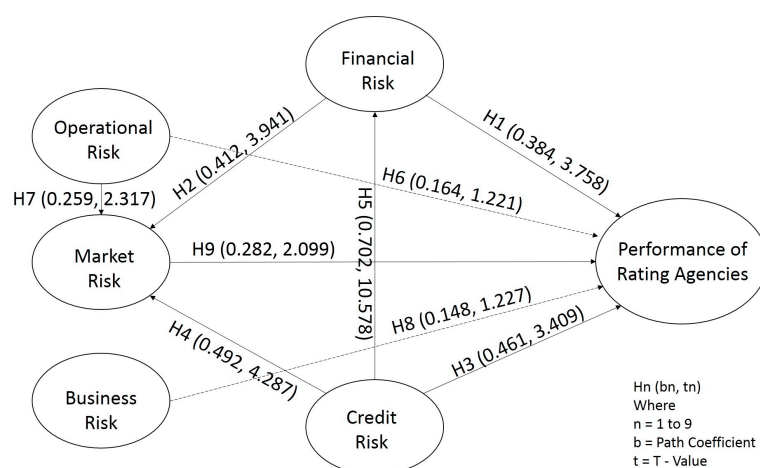 Financial
Risk
Operational
Risk
H1 (0.384, 3.758)
H2 (0.412, 3.941)
H6 (0.164, 1.221)
H7 (0.259, 2.317)
H5 (0.702, 10.578)
Market
Risk
H9 (0.282, 2.099)
Performance of
Rating Agencies
H8 (0.148, 1.227)
H4 (0.492, 4.287)
H3 (0.461, 3.409)
Business
Risk
Credit
Risk
Hn (bn, tn)
Where
n = 1 to 9
b = Path Coefficient
t = T - Value